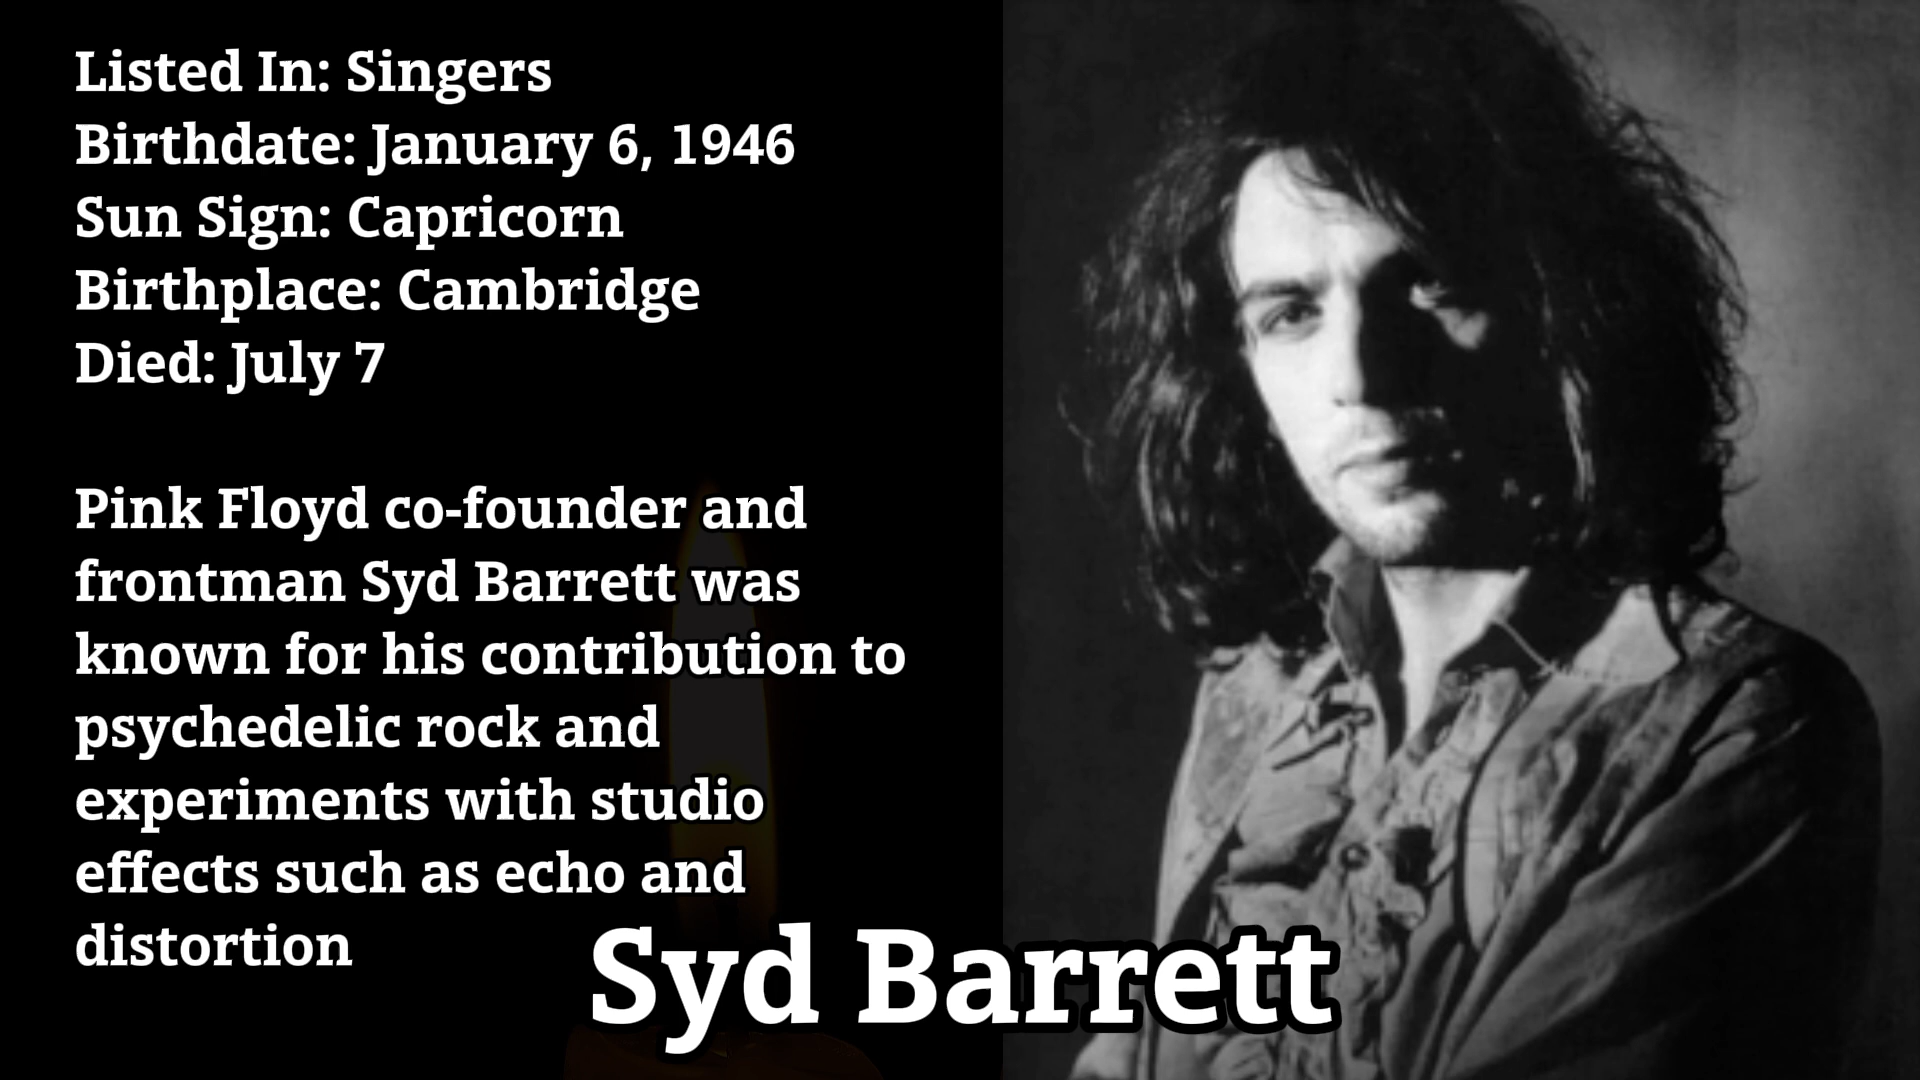 Listed In: Singers
Birthdate: January 6, 1946
Sun Sign: Capricorn
Birthplace: Cambridge
Died: July 7
Pink Floyd co-founder and
frontman Syd Barrett was
known for his contribution to
psychedelic rock and
experiments with studio
effects such as echo and
distortion
Syd Barrett